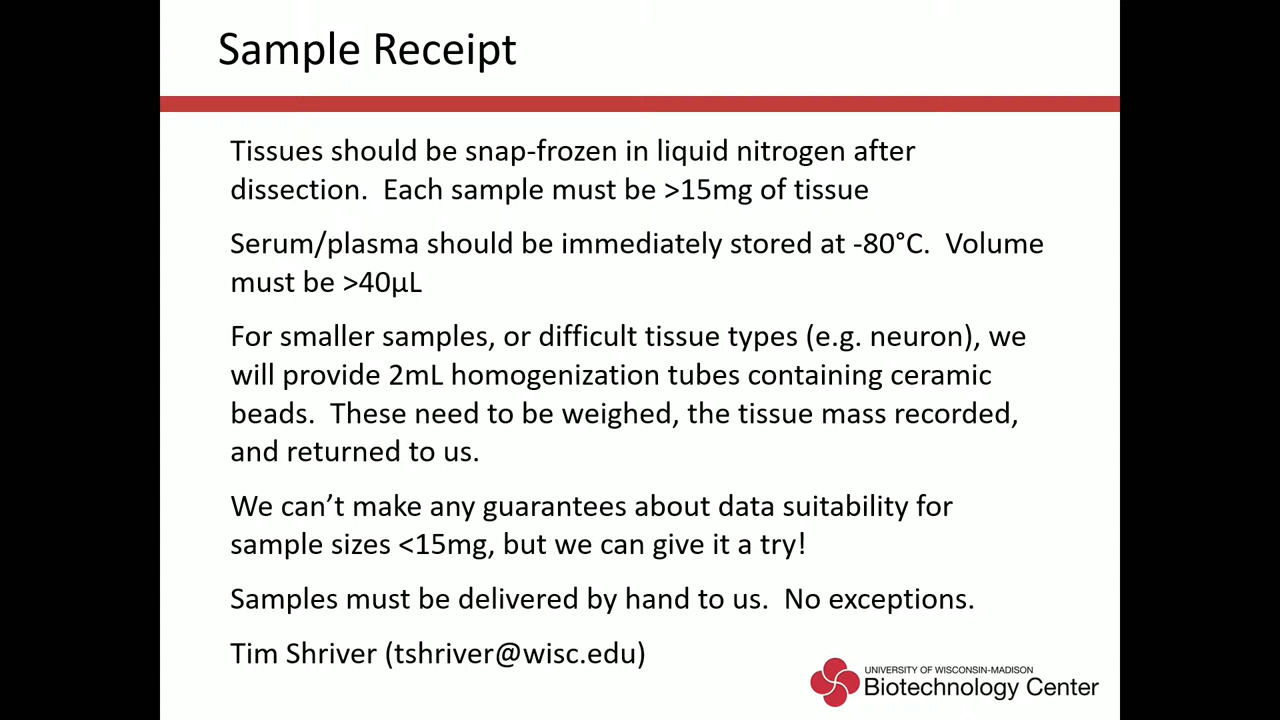 Sample Receipt
Tissues should be snap-frozen in liquid nitrogen after
dissection.  Each sample must be >15mg of tissue
Serum/plasma should be immediately stored at -80°C.  Volume
must be >40µL
For smaller samples, or difficult tissue types (e.g. neuron), we
will provide 2mL homogenization tubes containing ceramic
beads.  These need to be weighed, the tissue mass recorded,
and returned to us.
We can’t make any guarantees about data suitability for
sample sizes <15mg, but we can give it a try!
Samples must be delivered by hand to us.  No exceptions.
Tim Shriver (tshriver@wisc.edu)
UNIVERSITY OF WISCONSIN-MADISON
Biotechnology Center